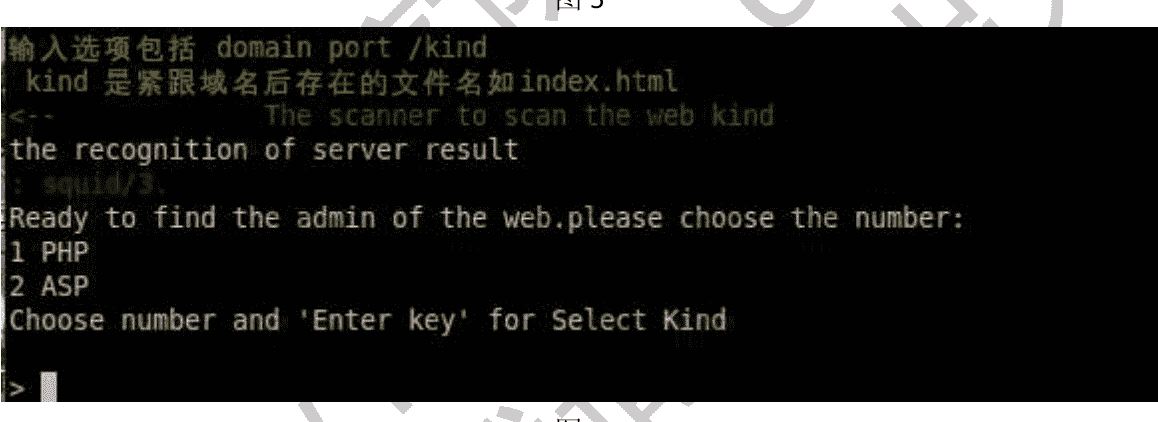 图 5
输入选项包括 domain port /kind
kind 是紧跟域名后存在的文件名如index.html
<-- The scanner to scan the web kind
the recognition of server result
: squid/3.
Ready to find the admin of the web.please choose the number:
1 PHP
2 ASP
Choose number and 'Enter key' for Select Kind
>
图